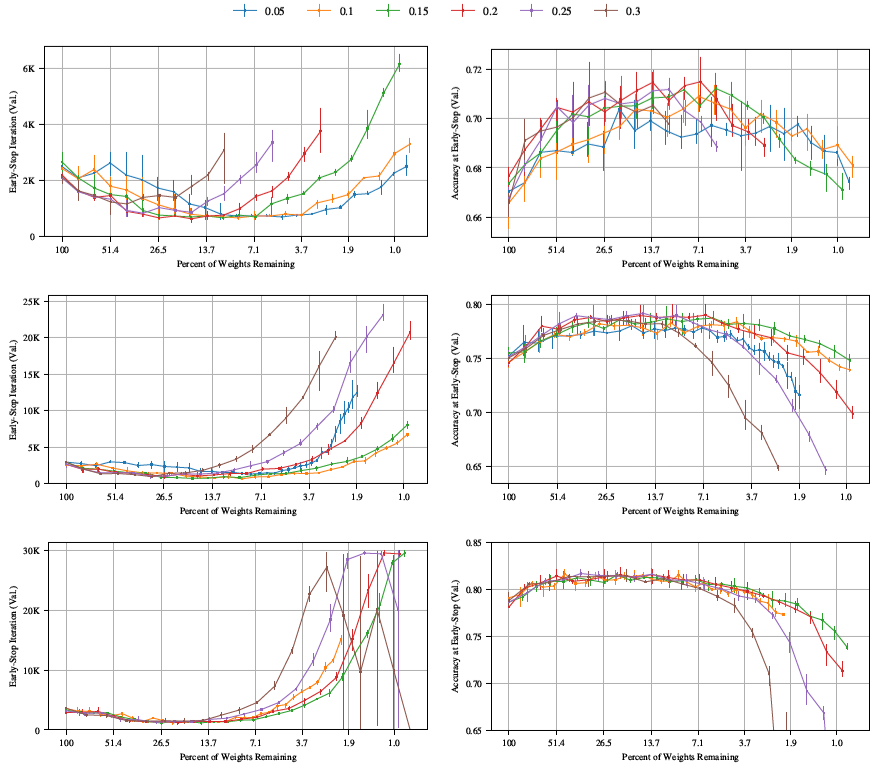 0.05 0.1 0.15 0.2 0.25 0.3
6K
4K
2K
0
Early-Stop Iteration (Val.)
100 51.4 26.5 13.7 7.1 3.7 1.9 1.0
Percent of Weights Remaining
0.72
0.70
0.68
0.66
Accuracy at Early-Stop (Val.)
100 51.4 26.5 13.7 7.1 3.7 1.9 1.0
Percent of Weights Remaining
25K
20K
15K
10K
5K
0
Early-Stop Iteration (Val.)
100 51.4 26.5 13.7 7.1 3.7 1.9 1.0
Percent of Weights Remaining
0.80
0.75
0.70
0.65
Accuracy at Early-Stop (Val.)
100 51.4 26.5 13.7 7.1 3.7 1.9 1.0
Percent of Weights Remaining
30K
20K
10K
0
Early-Stop Iteration (Val.)
100 51.4 26.5 13.7 7.1 3.7 1.9 1.0
Percent of Weights Remaining
0.85
0.80
0.75
0.70
0.65
Accuracy at Early-Stop (Val.)
100 51.4 26.5 13.7 7.1 3.7 1.9 1.0
Percent of Weights Remaining